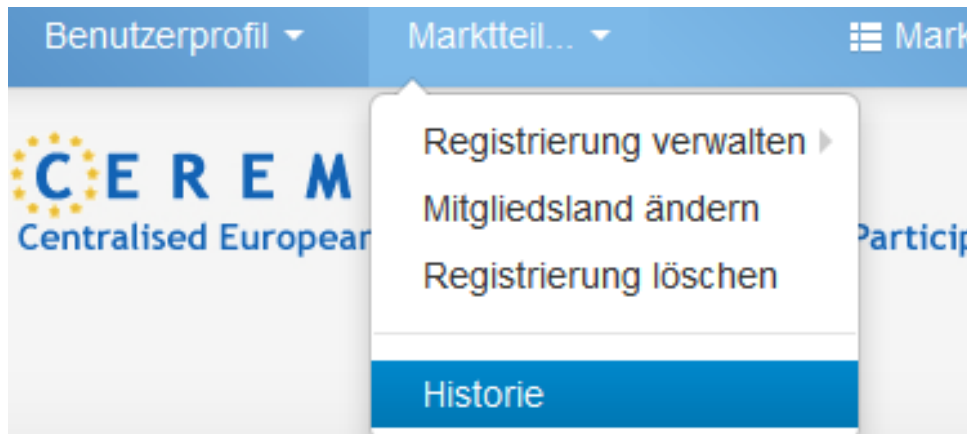 Benutzerprofil Marktteil... Mark
Registrierung verwalten
CEREM
Mitgliedsland ändern
Centralised European Particip
Registrierung löschen
Historie